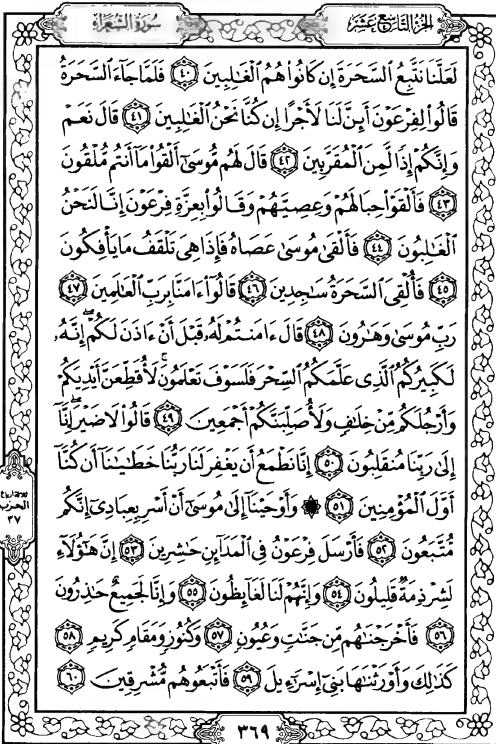 الجزء التاسع عشر
سورة الشعراء
لَعَلَّنَا نَتَّبِعُ السَّحَرَةَ إِن كَانُوا۟ هُمُ ٱلْغَٰلِبِينَ ٤٠ فَلَمَّا جَآءَ ٱلسَّحَرَةُ
قَالُوا۟ لِفِرْعَوْنَ أَئِنَّ لَنَا لَأَجْرًا إِن كُنَّا نَحْنُ ٱلْغَٰلِبِينَ ٤١ قَالَ نَعَمْ
وَإِنَّكُمْ إِذًا لَّمِنَ ٱلْمُقَرَّبِينَ ٤٢ قَالَ لَهُم مُّوسَىٰٓ أَلْقُوا۟ مَآ أَنتُم مُّلْقُونَ
٤٣ فَأَلْقَوْا۟ حِبَالَهُمْ وَعِصِيَّهُمْ وَقَالُوا۟ بِعِزَّةِ فِرْعَوْنَ إِنَّا لَنَحْنُ
ٱلْغَٰلِبُونَ ٤٤ فَأَلْقَىٰ مُوسَىٰ عَصَاهُ فَإِذَا هِىَ تَلْقَفُ مَا يَأْفِكُونَ
٤٥ فَأُلْقِىَ ٱلسَّحَرَةُ سَٰجِدِينَ ٤٦ قَالُوٓا۟ ءَامَنَّا بِرَبِّ ٱلْعَٰلَمِينَ ٤٧
رَبِّ مُوسَىٰ وَهَٰرُونَ ٤٨ قَالَ ءَامَنتُمْ لَهُۥ قَبْلَ أَنْ ءَاذَنَ لَكُمْ ۖ إِنَّهُۥ
لَكَبِيرُكُمُ ٱلَّذِى عَلَّمَكُمُ ٱلسِّحْرَ فَلَسَوْفَ تَعْلَمُونَ ۚ لَأُقَطِّعَنَّ أَيْدِيَكُمْ
وَأَرْجُلَكُم مِّنْ خِلَٰفٍ وَلَأُصَلِّبَنَّكُمْ أَجْمَعِينَ ٤٩ قَالُوا۟ لَا ضَيْرَ ۖ إِنَّآ
إِلَىٰ رَبِّنَا مُنقَلِبُونَ ٥٠ إِنَّا نَطْمَعُ أَن يَغْفِرَ لَنَا رَبُّنَا خَطَٰيَٰنَآ أَن كُنَّآ
أَوَّلَ ٱلْمُؤْمِنِينَ ٥١ ۞ وَأَوْحَيْنَآ إِلَىٰ مُوسَىٰٓ أَنْ أَسْرِ بِعِبَادِىٓ إِنَّكُم
مُّتَّبَعُونَ ٥٢ فَأَرْسَلَ فِرْعَوْنُ فِى ٱلْمَدَآئِنِ حَٰشِرِينَ ٥٣ إِنَّ هَٰٓؤُلَآءِ
لَشِرْذِمَةٌ قَلِيلُونَ ٥٤ وَإِنَّهُمْ لَنَا لَغَآئِظُونَ ٥٥ وَإِنَّا لَجَمِيعٌ حَٰذِرُونَ
٥٦ فَأَخْرَجْنَٰهُم مِّن جَنَّٰتٍ وَعُيُونٍ ٥٧ وَكُنُوزٍ وَمَقَامٍ كَرِيمٍ ٥٨
كَذَٰلِكَ وَأَوْرَثْنَٰهَا بَنِىٓ إِسْرَٰٓءِيلَ ٥٩ فَأَتْبَعُوهُم مُّشْرِقِينَ ٦٠
ثلاثة أرباع
الحزب
٣٧
٣٦٩